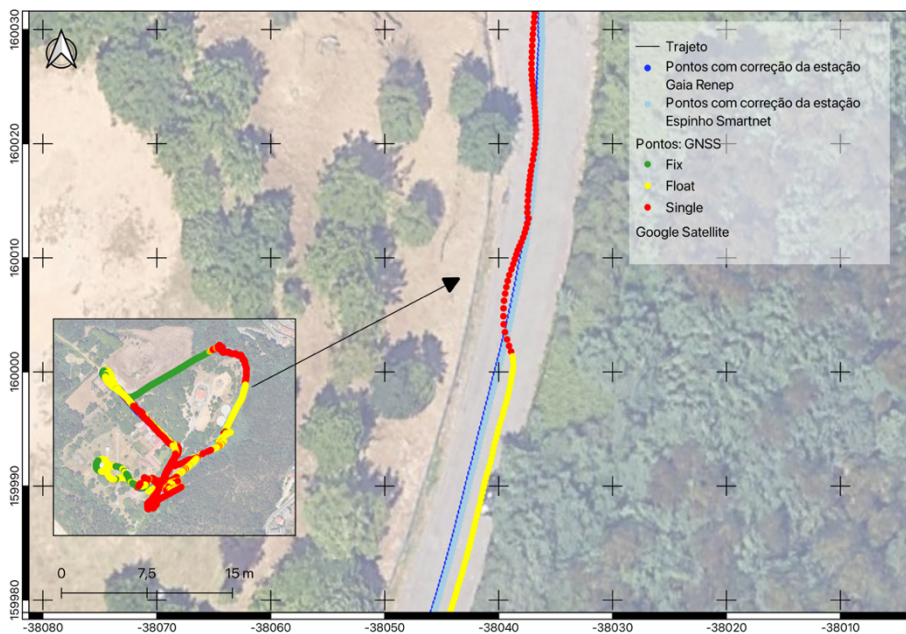 160030
160020
160010
160000
159990
159980
Trajeto
Pontos com correção da estação
Gaia Renep
Pontos com correção da estação
Espinho Smartnet
Pontos: GNSS
Fix
Float
Single
Google Satellite
0 7,5 15 m
-38080 -38070 -38060 -38050 -38040 -38030 -38020 -38010